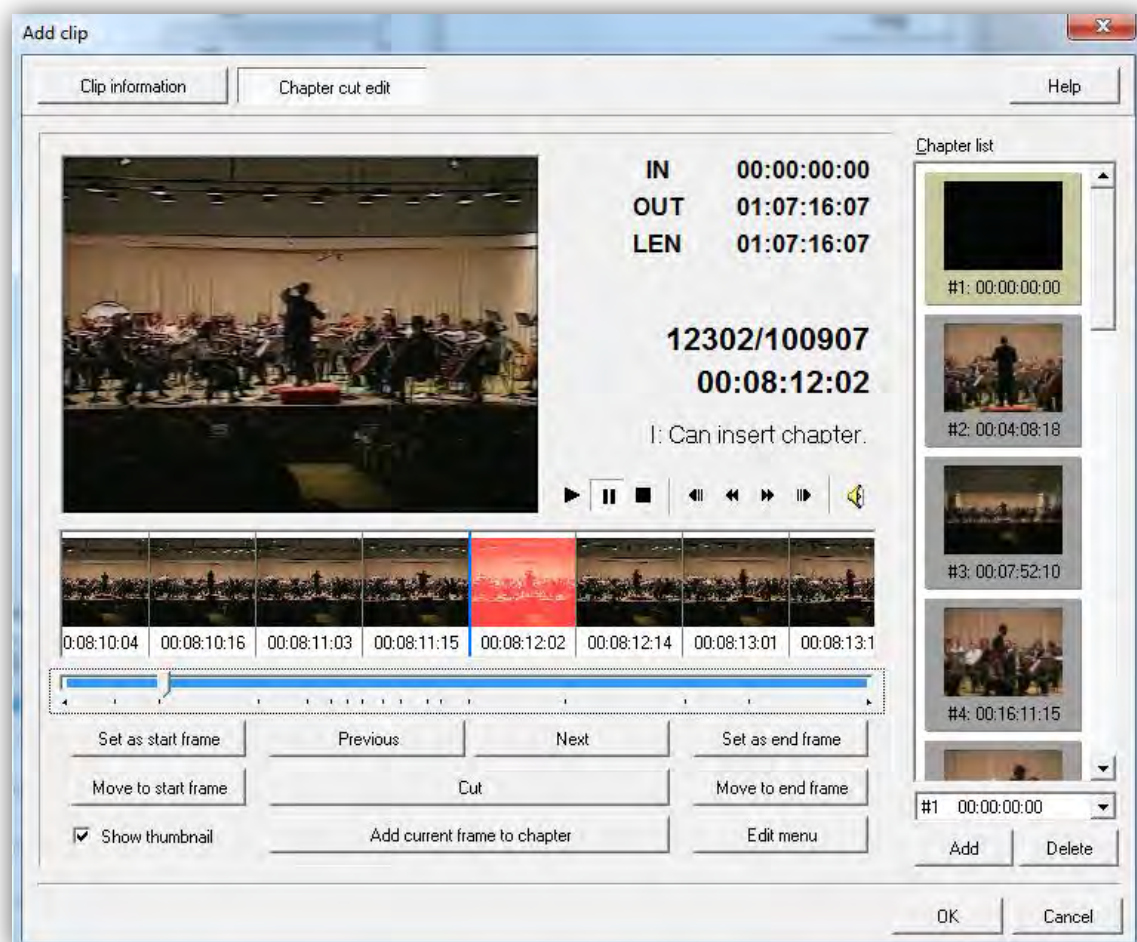 Add clip
Clip information Chapter cut edit Help
Chapter list
IN 00:00:00:00
OUT 01:07:16:07
LEN 01:07:16:07
#1: 00:00:00:00
12302/100907
00:08:12:02
I: Can insert chapter.
#2: 00:04:08:18
#3: 00:07:52:10
0:08:10:04 00:08:10:16 00:08:11:03 00:08:11:15 00:08:12:02 00:08:12:14 00:08:13:01 00:08:13:1
#4: 00:16:11:15
Set as start frame Previous Next Set as end frame
Move to start frame Cut Move to end frame
#1 00:00:00:00
Show thumbnail Add current frame to chapter Edit menu
Add Delete
OK Cancel